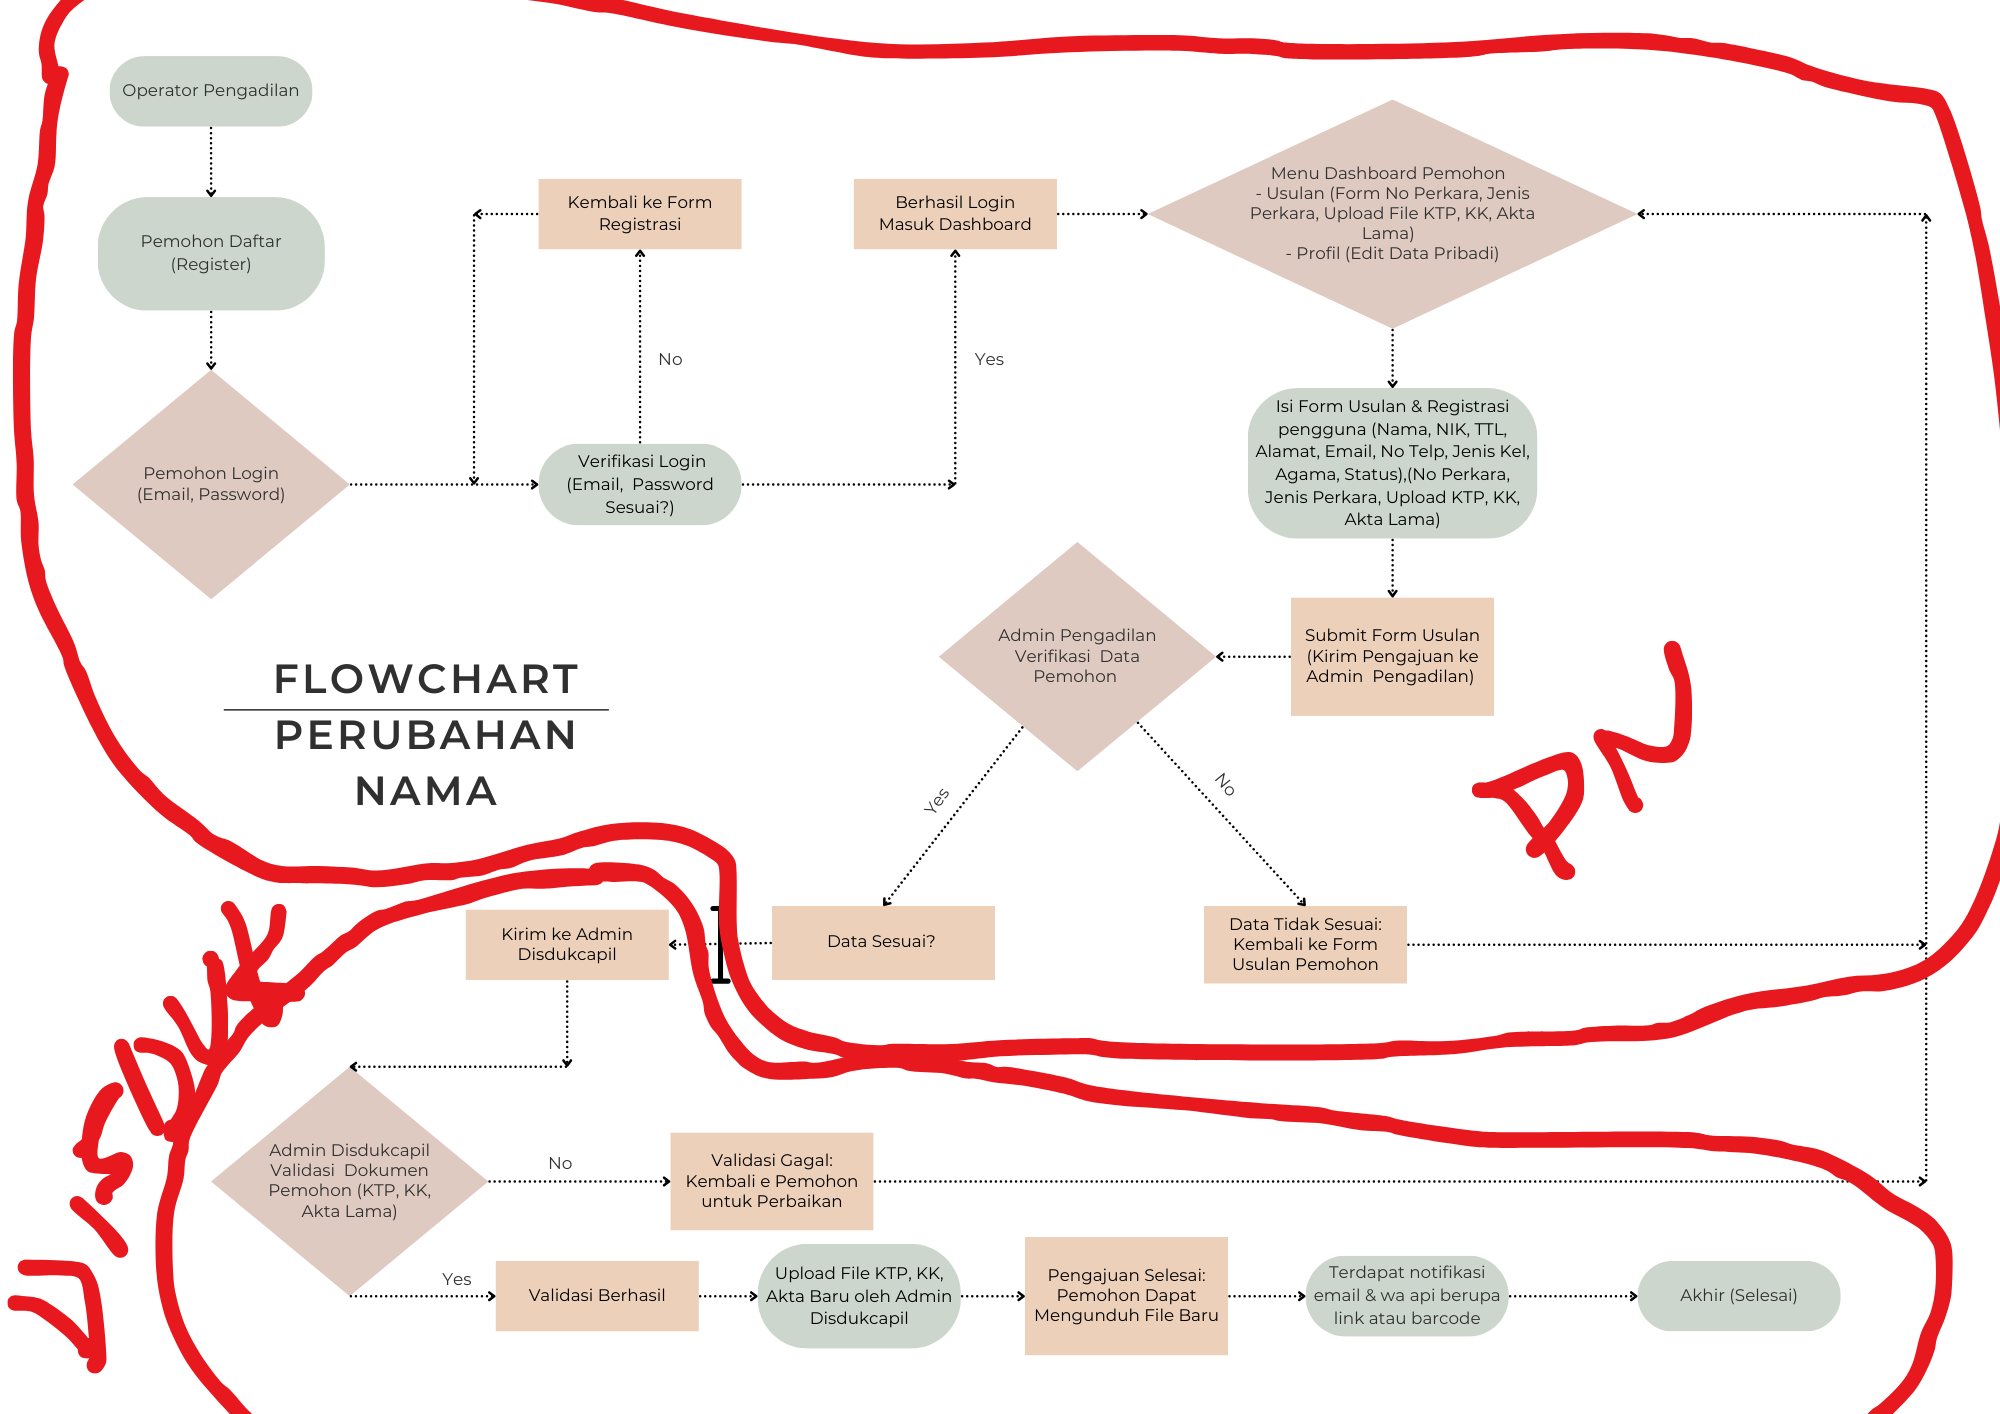 Operator Pengadilan
Pemohon Daftar
(Register)
Pemohon Login
(Email, Password)
Kembali ke Form
Registrasi
No
Verifikasi Login
(Email,  Password
Sesuai?)
Berhasil Login
Masuk Dashboard
Yes
Menu Dashboard Pemohon
- Usulan (Form No Perkara, Jenis
Perkara, Upload File KTP, KK, Akta
Lama)
- Profil (Edit Data Pribadi)
Isi Form Usulan & Registrasi
pengguna (Nama, NIK, TTL,
Alamat, Email, No Telp, Jenis Kel,
Agama, Status),(No Perkara,
Jenis Perkara, Upload KTP, KK,
Akta Lama)
Submit Form Usulan
(Kirim Pengajuan ke
Admin  Pengadilan)
Admin Pengadilan
Verifikasi  Data
Pemohon
Yes
No
PN
FLOWCHART
PERUBAHAN
NAMA
Data Sesuai?
Data Tidak Sesuai:
Kembali ke Form
Usulan Pemohon
Kirim ke Admin
Disdukcapil
DISDUK
Admin Disdukcapil
Validasi  Dokumen
Pemohon (KTP, KK,
Akta Lama)
No
Validasi Gagal:
Kembali e Pemohon
untuk Perbaikan
Yes
Validasi Berhasil
Upload File KTP, KK,
Akta Baru oleh Admin
Disdukcapil
Pengajuan Selesai:
Pemohon Dapat
Mengunduh File Baru
Terdapat notifikasi
email & wa api berupa
link atau barcode
Akhir (Selesai)